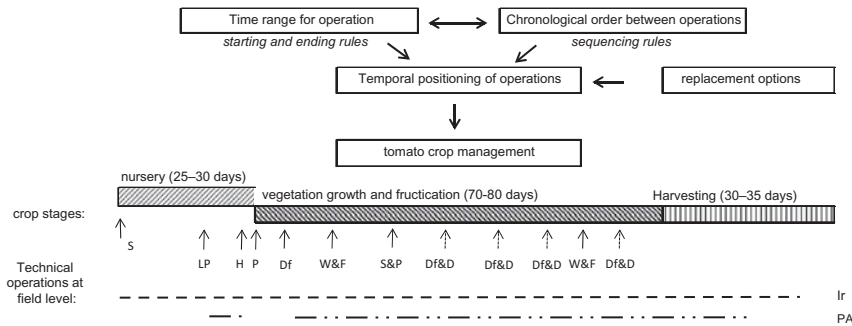 Time range for operation
Chronological order between operations
starting and ending rules
sequencing rules
Temporal positioning of operations
replacement options
tomato crop management
nursery (25–30 days)
vegetation growth and fructication (70-80 days)
Harvesting (30–35 days)
crop stages:
S
LP H P Df W&F S&P Df&D Df&D Df&D W&F Df&D
Technical
operations at
field level:
Ir
PA